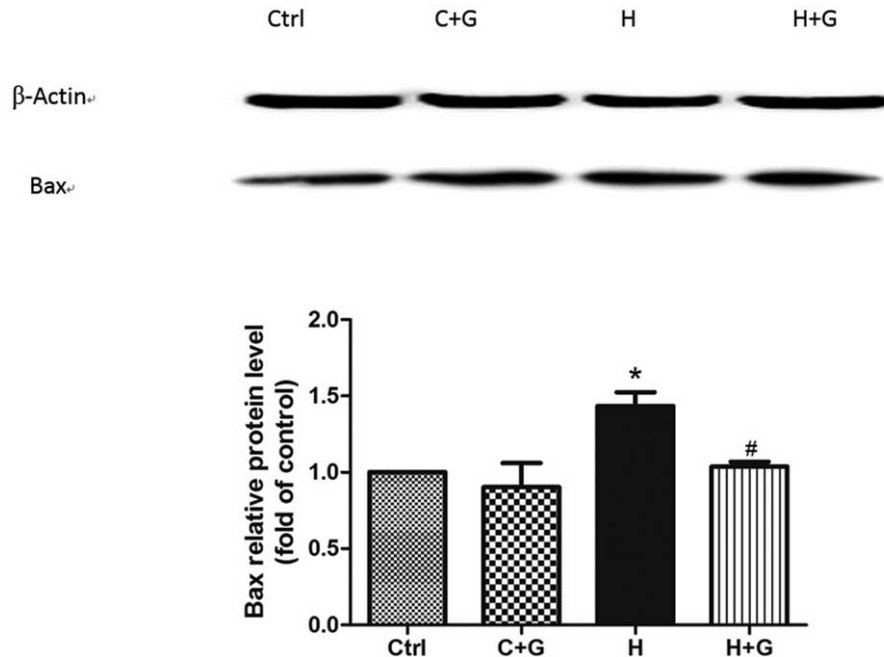 Ctrl C+G H H+G
β-Actin↵
Bax↵
Bax relative protein level
(fold of control)
2.0
1.5
1.0
0.5
0.0
*
#
Ctrl C+G H H+G